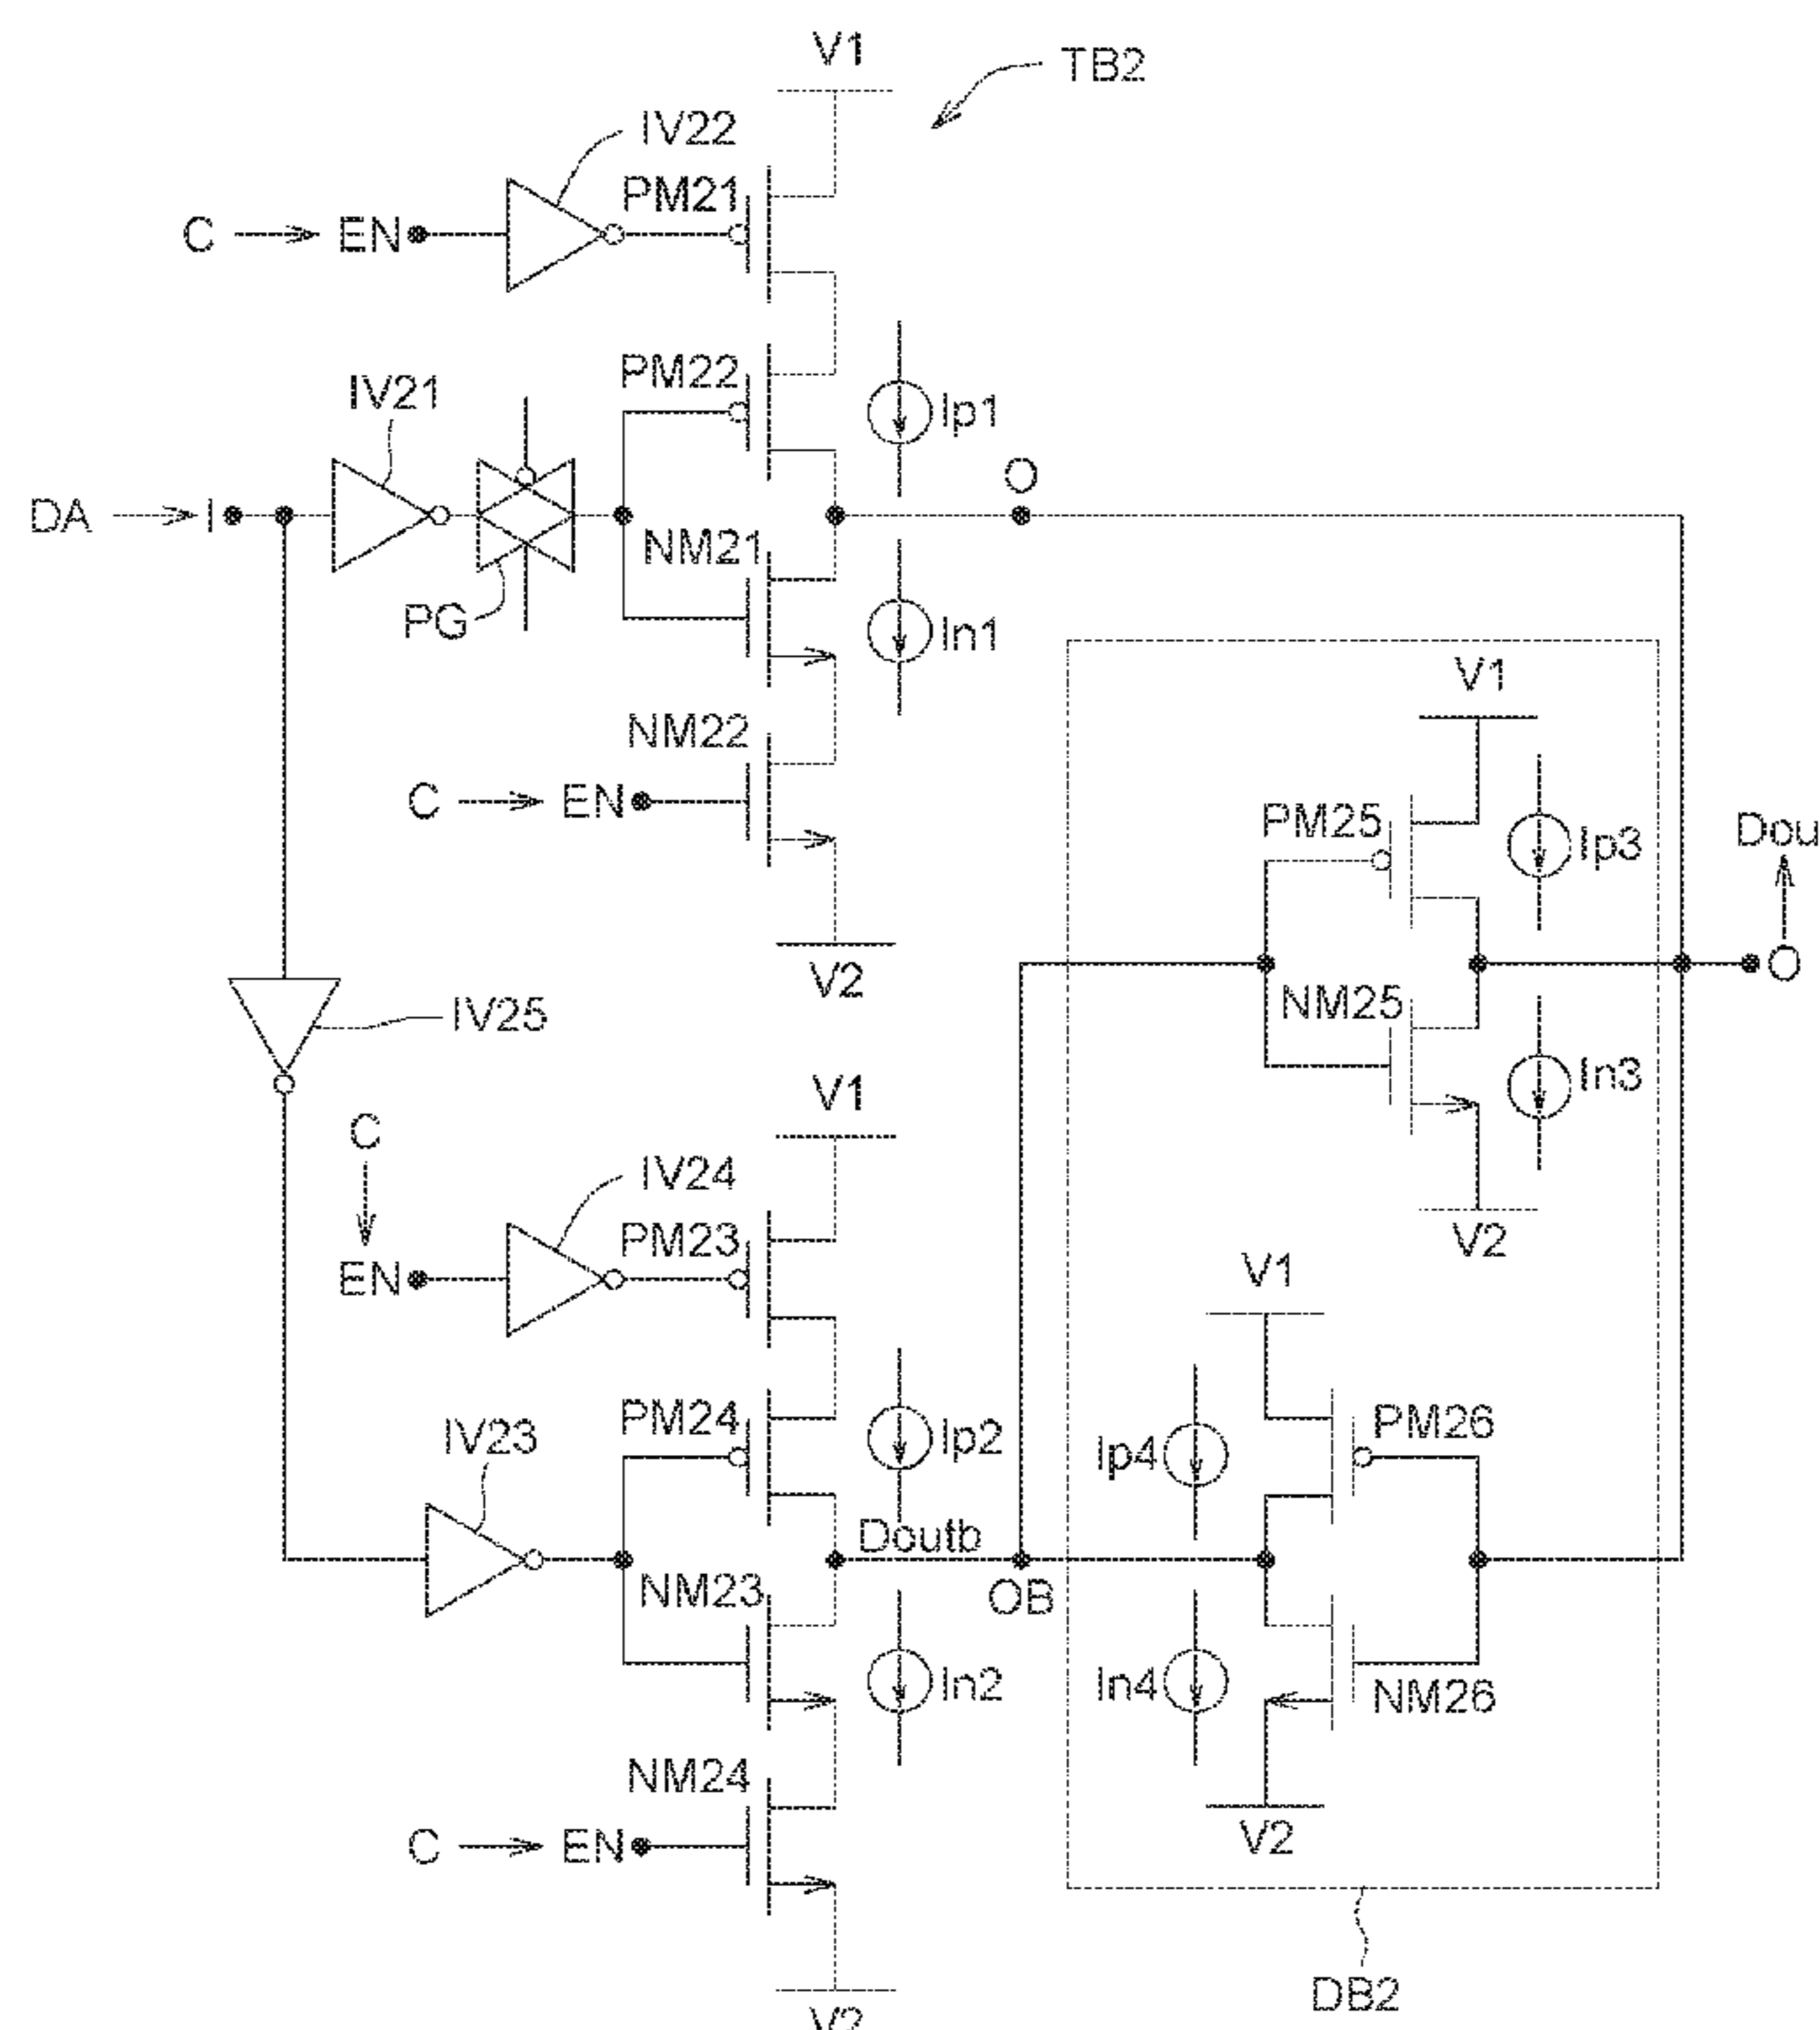 V1
TB2
IV22
PM21
C
EN
PM22
Ip1
IV21
O
DA
I
NM21
PG
In1
V1
NM22
C
EN
PM25
Ip3
Dou
V2
O
NM25
In3
IV25
V1
C
IV24
PM23
V2
EN
V1
PM24
Ip2
PM26
IV23
Ip4
Doutb
NM23
OB
In2
In4
NM26
NM24
C
EN
V2
DB2
V2